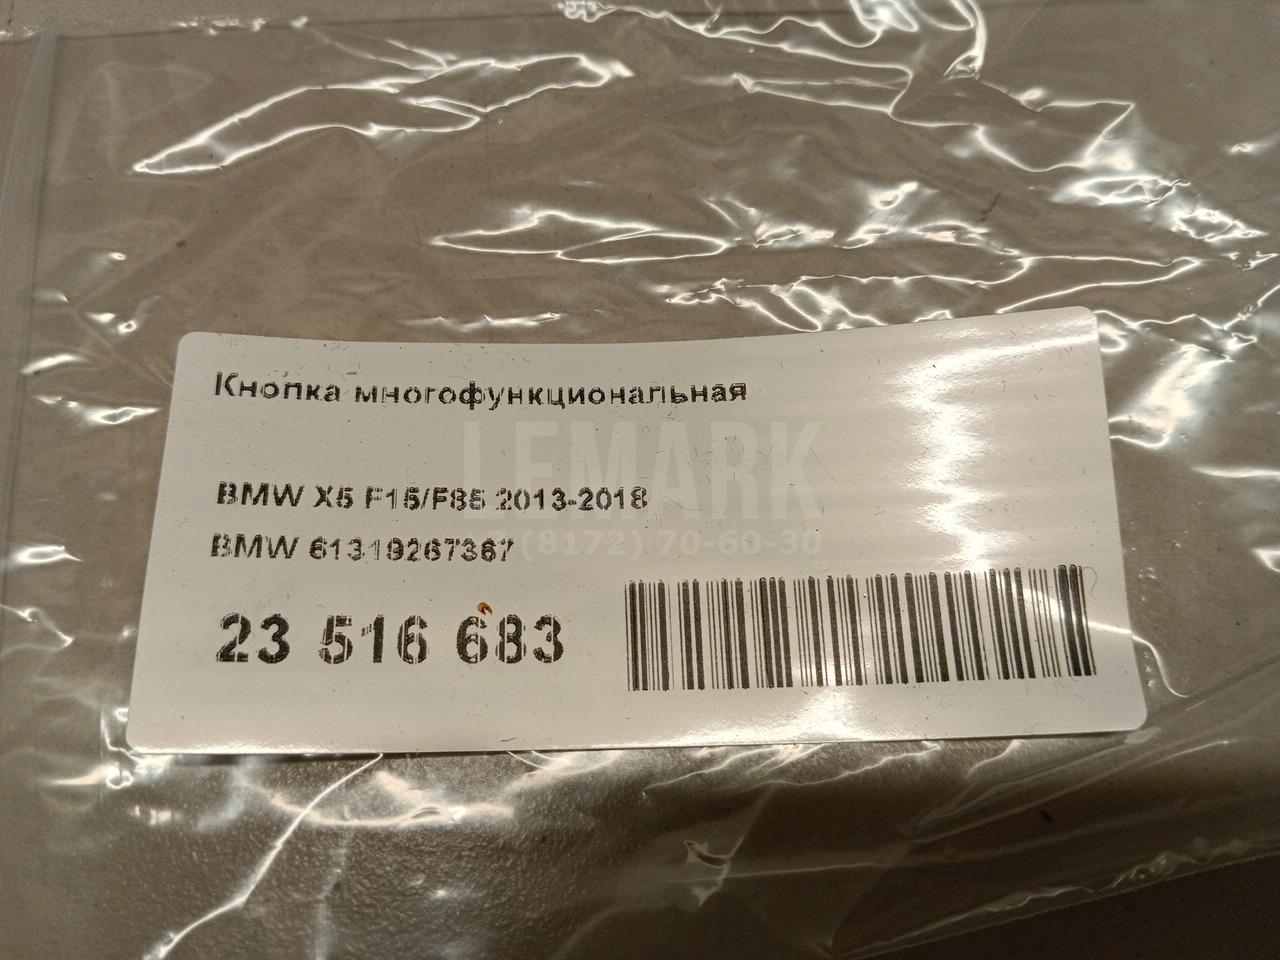 Кнопка многофункциональная
LEMARK
BMW X5 F15/F85 2013-2018
(8172) 70-60-30
BMW 61319267367
23 516 683